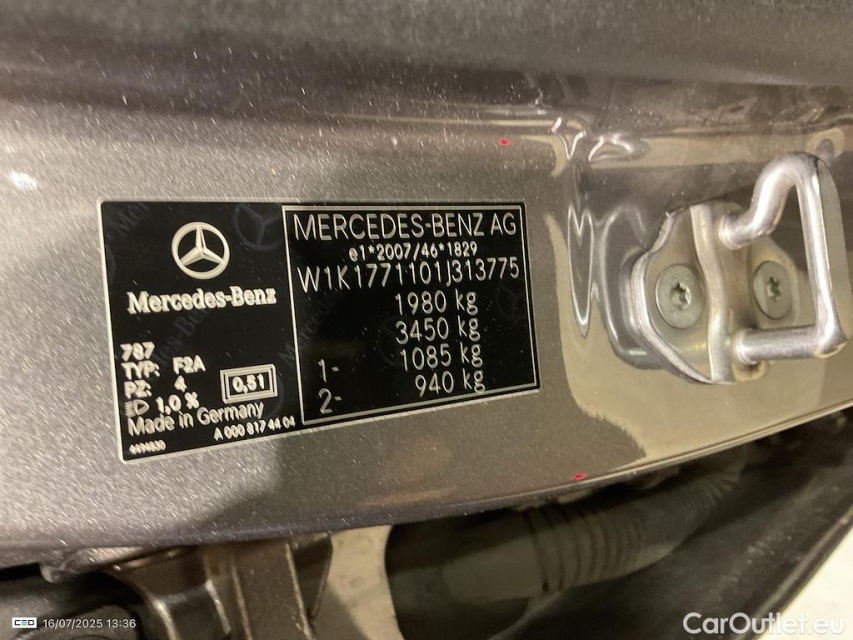 Mercedes-Benz
787
TYP: F2A
PZ: 4
1,0 %
0,51
Made in Germany
A 000 817 44 04
MERCEDES-BENZ AG
e1*2007/46*1829
W1K1771101J313775
1980 kg
3450 kg
1- 1085 kg
2- 940 kg
CED 16/07/2025 13:36
CarOutlet.eu